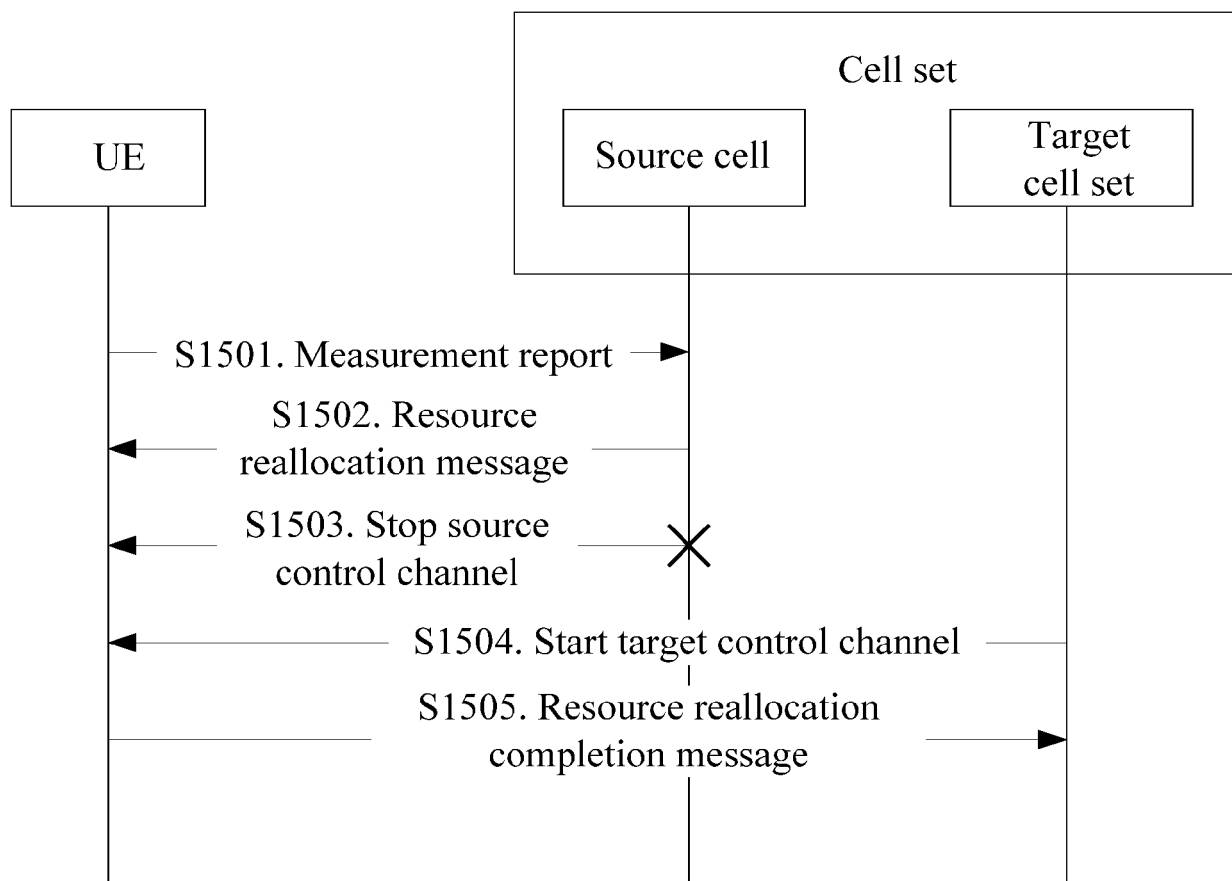 Cell set
UE
Source cell
Target
cell set
S1501. Measurement report
S1502. Resource
reallocation message
S1503. Stop source
control channel
S1504. Start target control channel
S1505. Resource reallocation
completion message